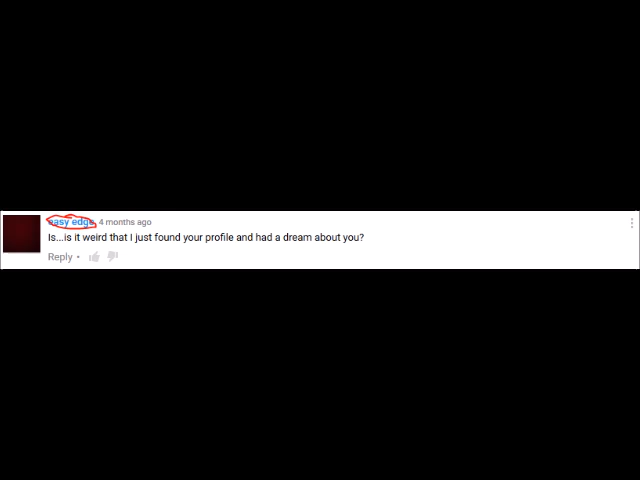 easy edge 4 months ago
Is...is it weird that I just found your profile and had a dream about you?
Reply •